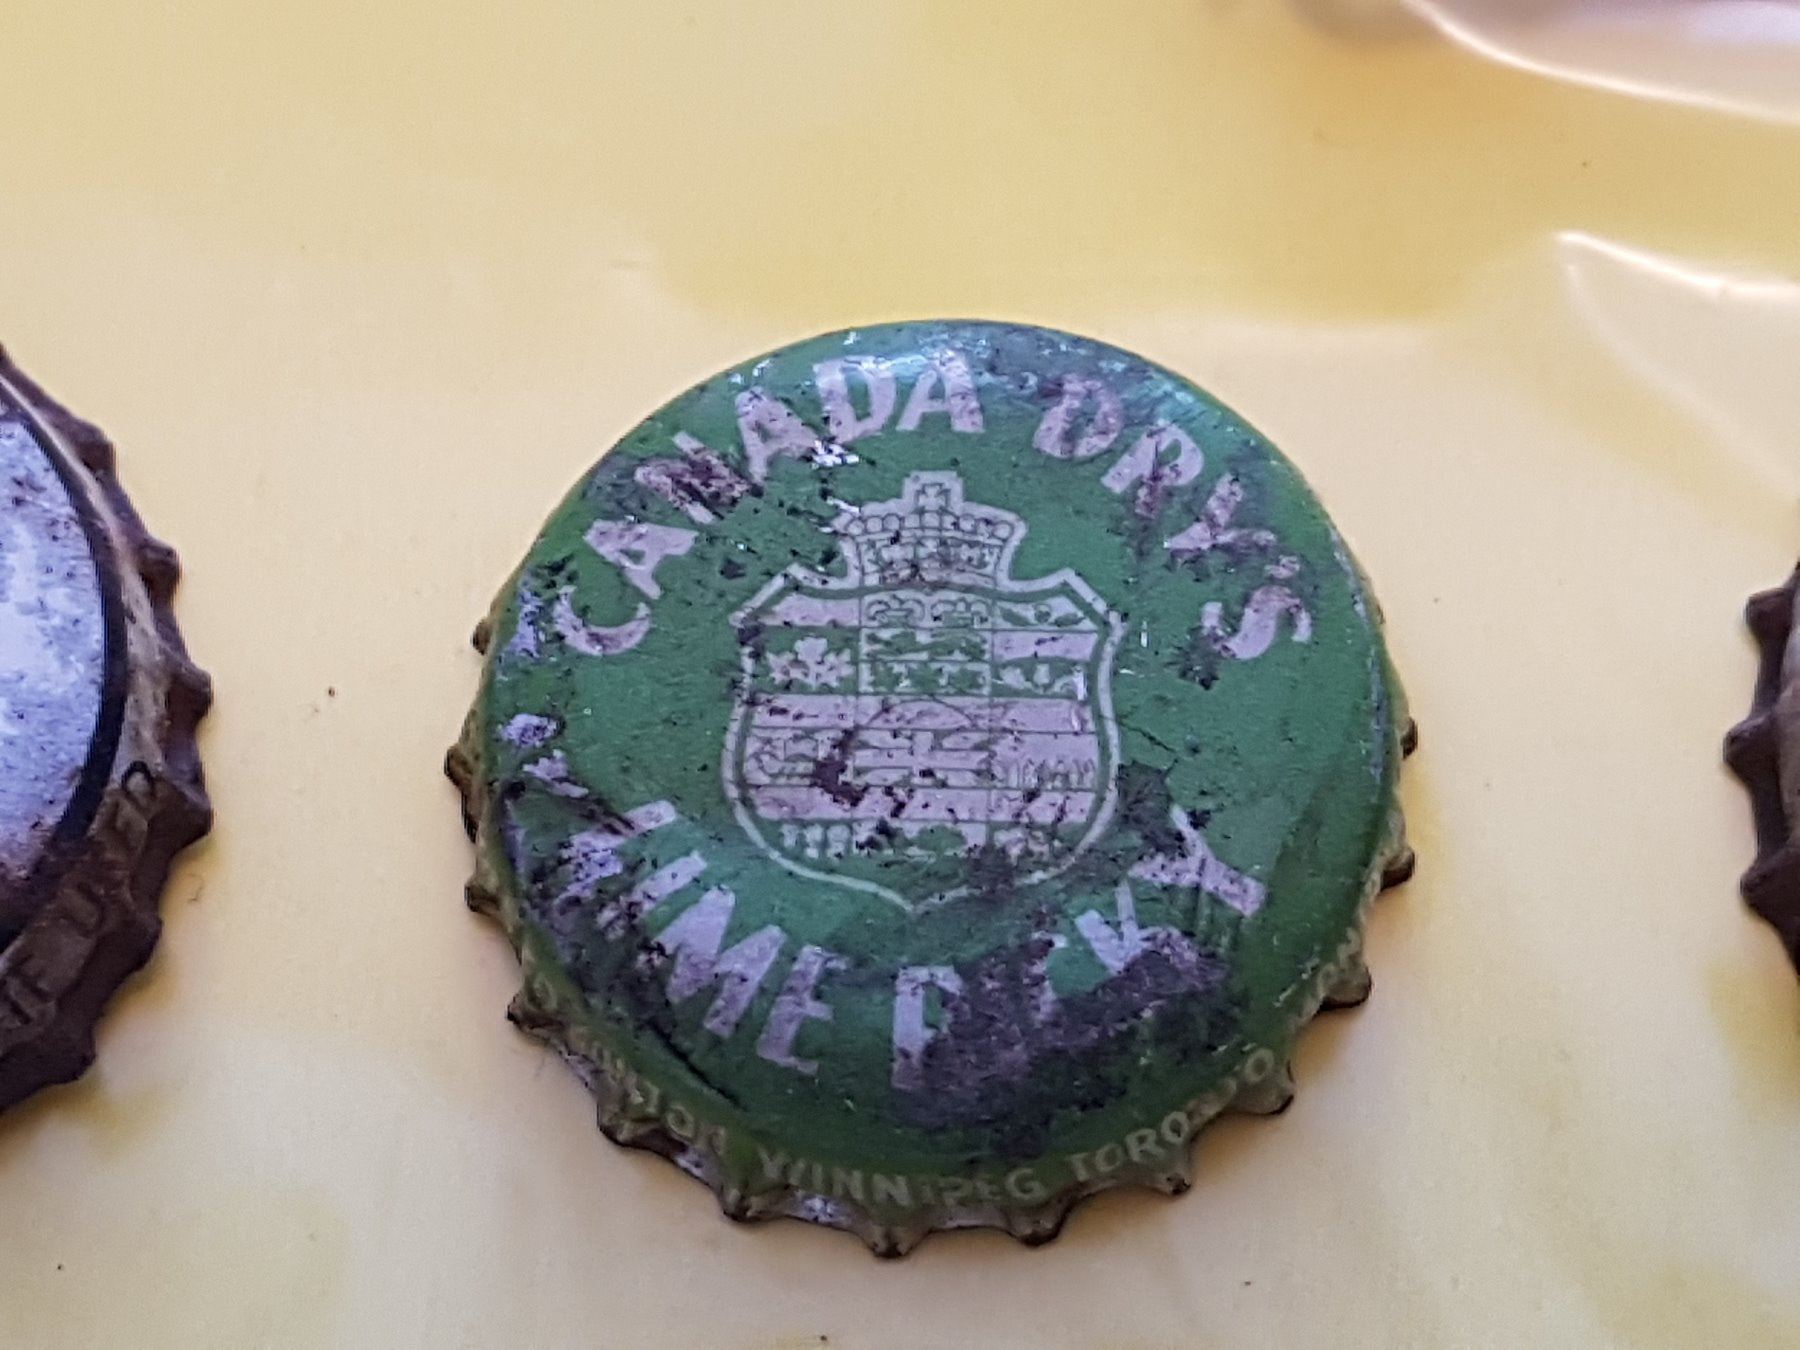 CANADA DRY'S
LIME RICKY
WINNIPEG TORONTO